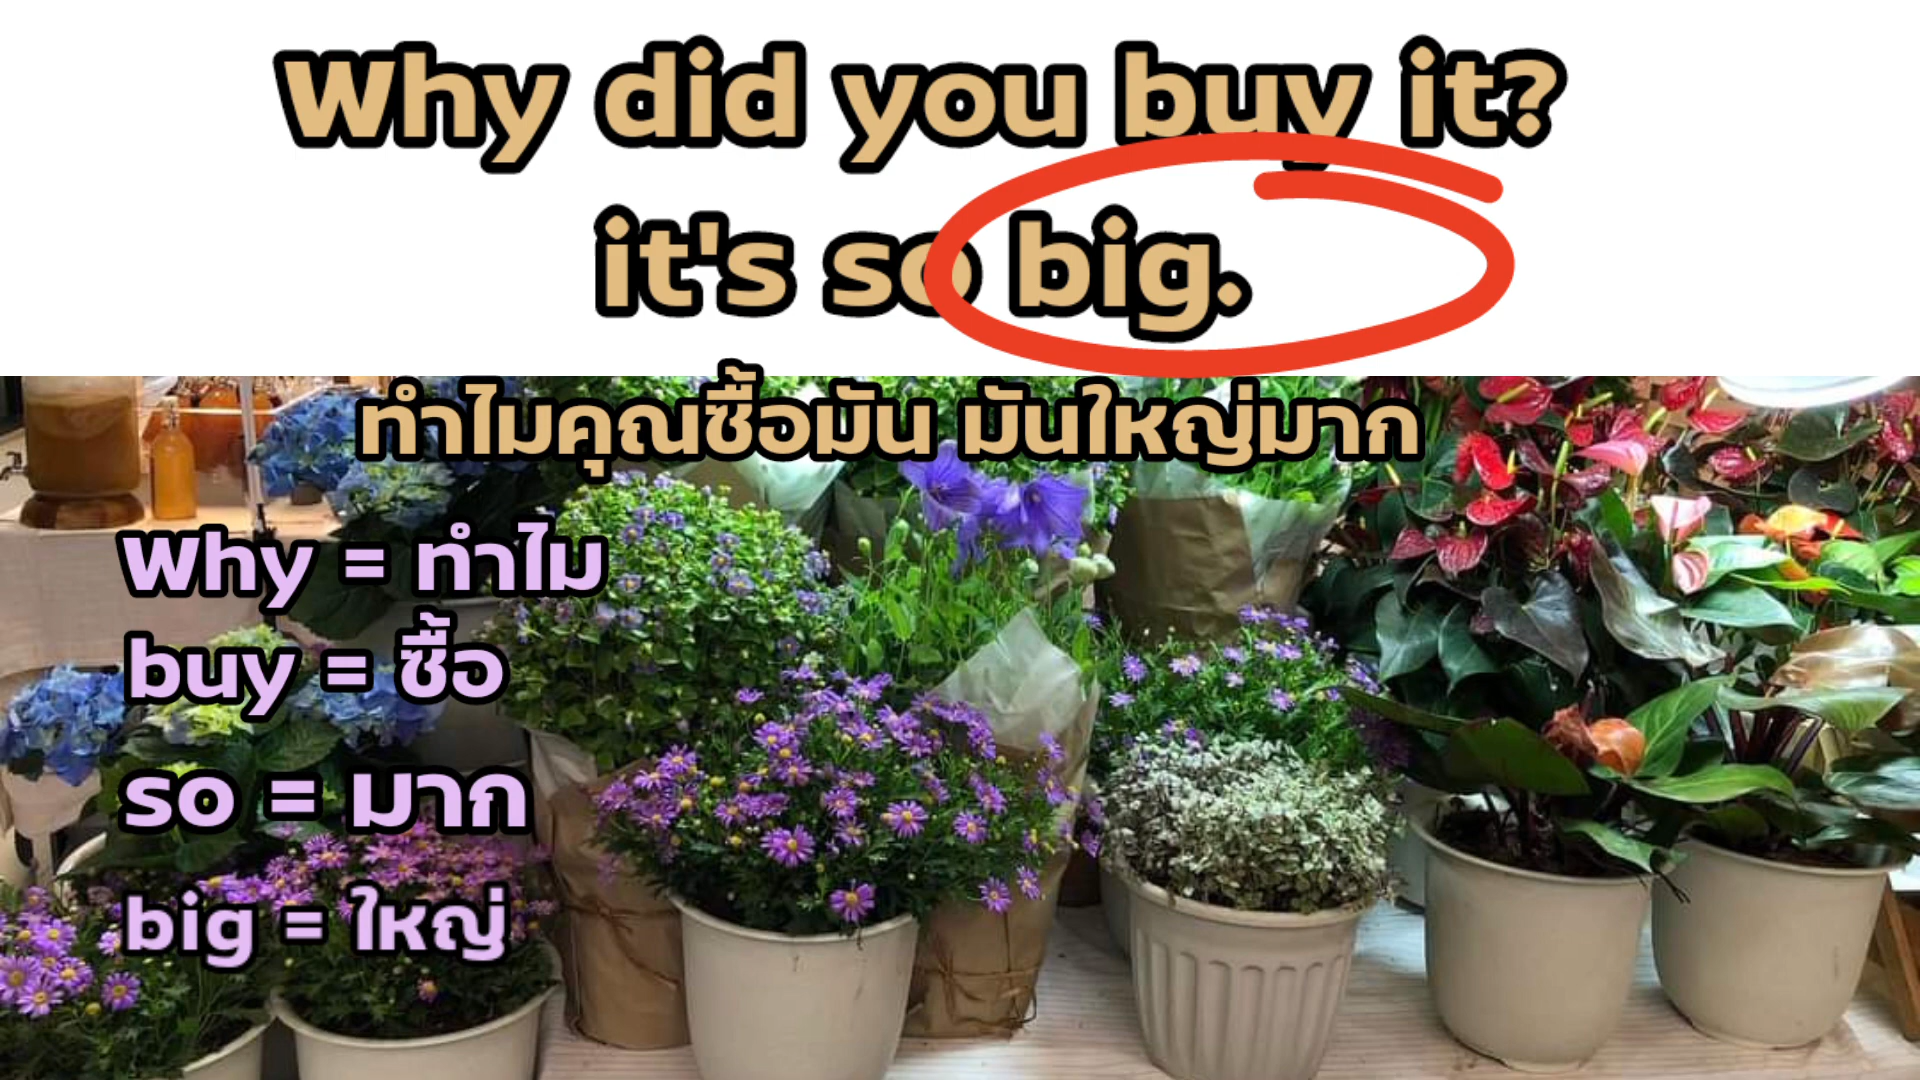 Why did you buy it?
it's so big.
ทำไมคุณซื้อมัน มันใหญ่มาก
Why = ทำไม
buy = ซื้อ
so = มาก
big = ใหญ่